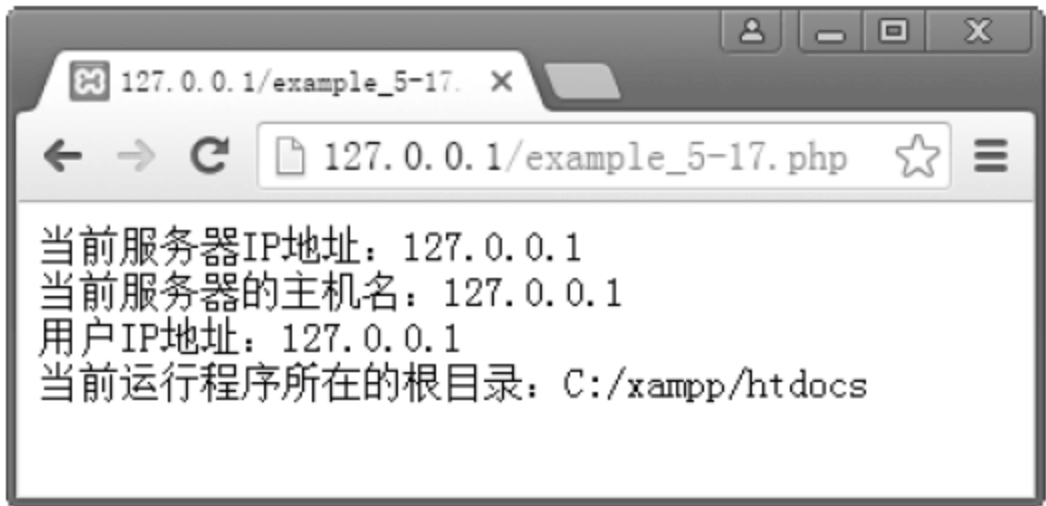 127.0.0.1/example_5-17.
127.0.0.1/example_5-17.php
当前服务器IP地址：127.0.0.1
当前服务器的主机名：127.0.0.1
用户IP地址：127.0.0.1
当前运行程序所在的根目录：C:/xampp/htdocs